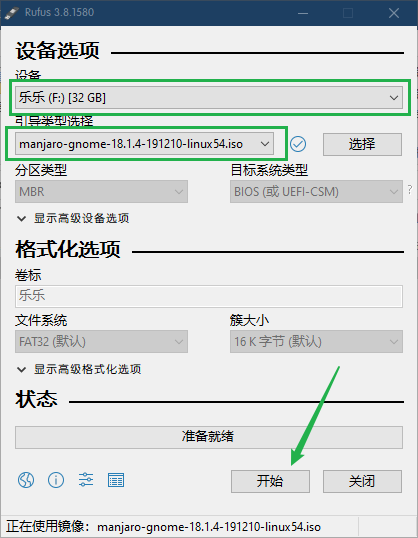 Rufus 3.8.1580
设备选项
设备
乐乐 (F:) [32 GB]
引导类型选择
manjaro-gnome-18.1.4-191210-linux54.iso
选择
分区类型
目标系统类型
MBR
BIOS (或 UEFI-CSM)
?
显示高级设备选项
格式化选项
卷标
乐乐
文件系统
簇大小
FAT32 (默认)
16 K 字节 (默认)
显示高级格式化选项
状态
准备就绪
开始
关闭
正在使用镜像: manjaro-gnome-18.1.4-191210-linux54.iso